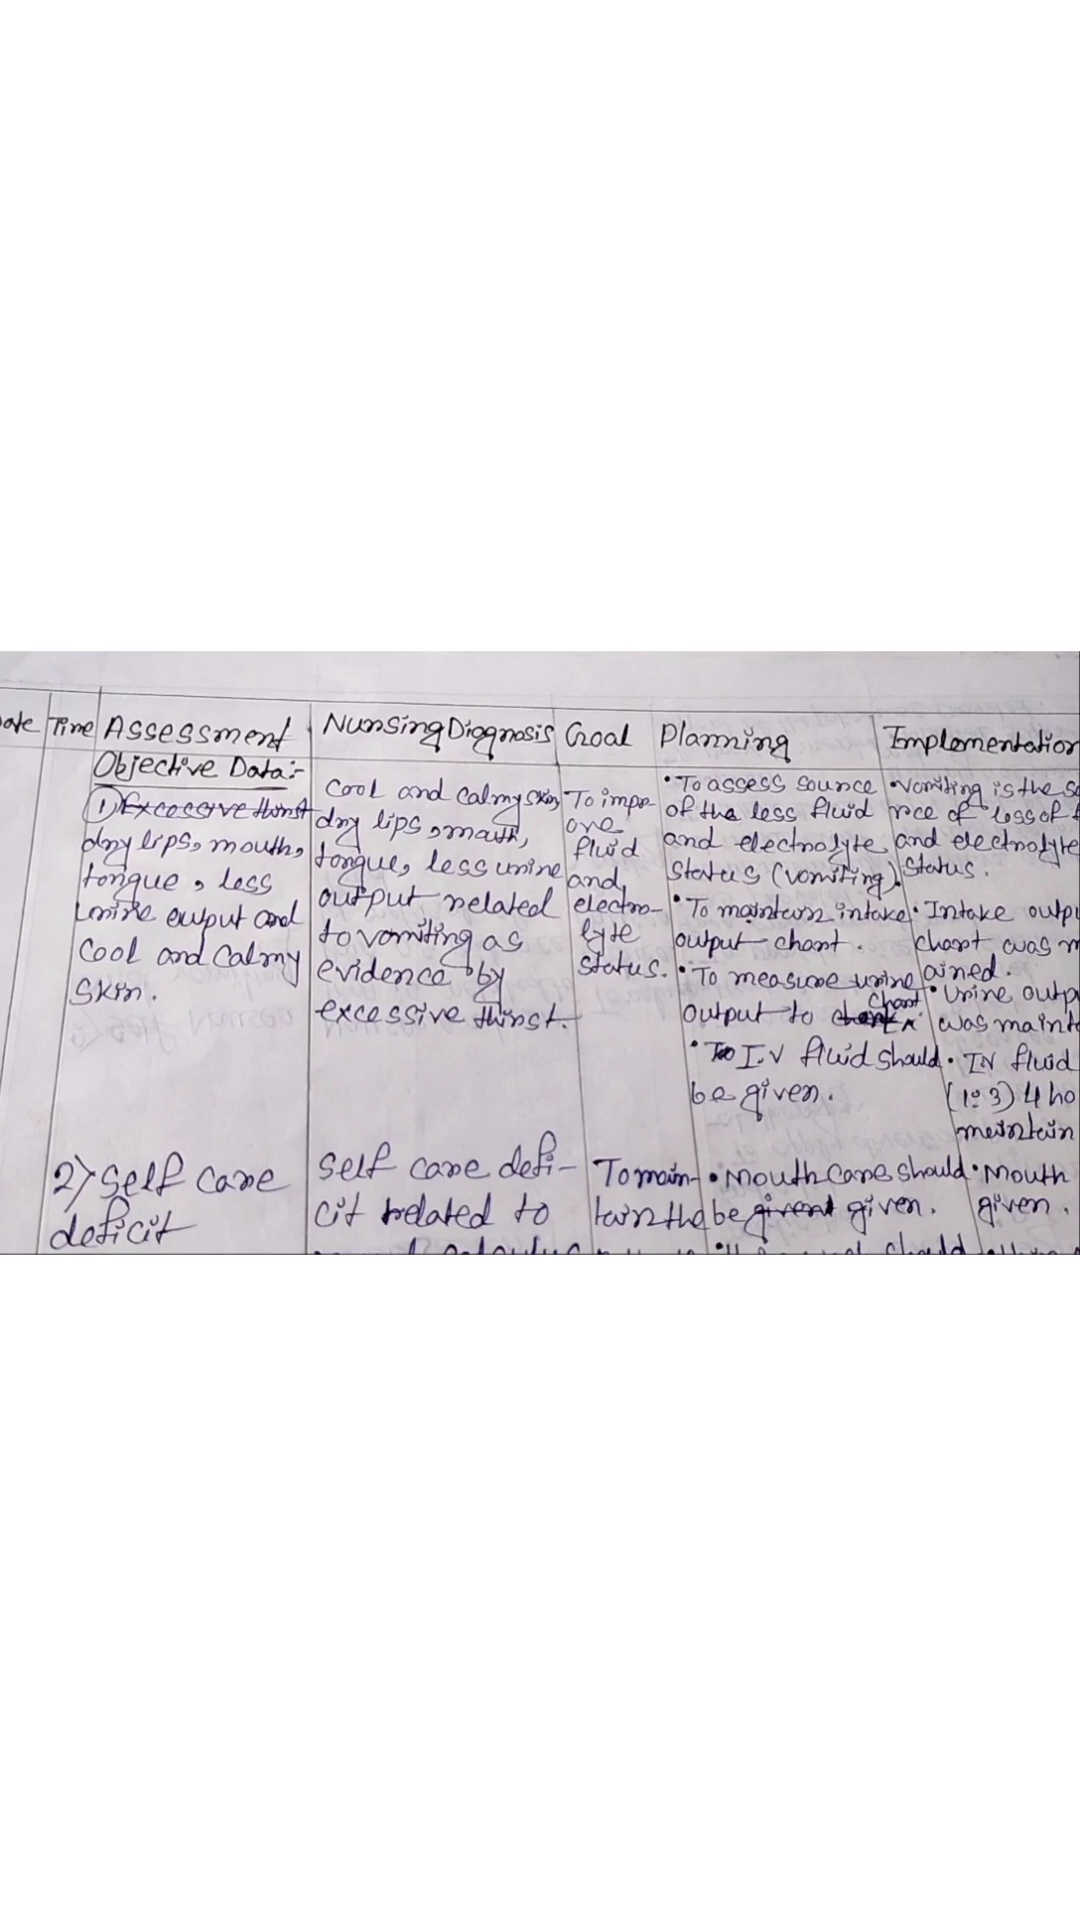 Date Time Assessment Nursing Diagnosis Goal Planning Implementation
Objective Data:-
① Excessive thirst
dry lips, mouth,
tongue, less
urine output and
cool and calmy
skin.
cool and calmy skin,
dry lips, mouth,
tongue, less urine
output related
to vomiting as
evidence by
excessive thirst.
To impr-
ove
fluid
and
electro-
lyte
status.
• To assess source
of the less fluid
and electrolyte
status (vomiting).
• To maintain intake
output chart.
• To measure urine
chart
output to
• I.V fluid should
be given.
• vomiting is the so
rce of loss of f
and electrolyte
status.
• Intake outpu
chart was m
ained.
• Urine outpu
was mainta
• IV fluid
(1:3) 4 ho
maintain
2) Self care
deficit
Self care defi-
cit related to
To main-
tain the
• Mouth care should
be given given.
• Mouth
given.